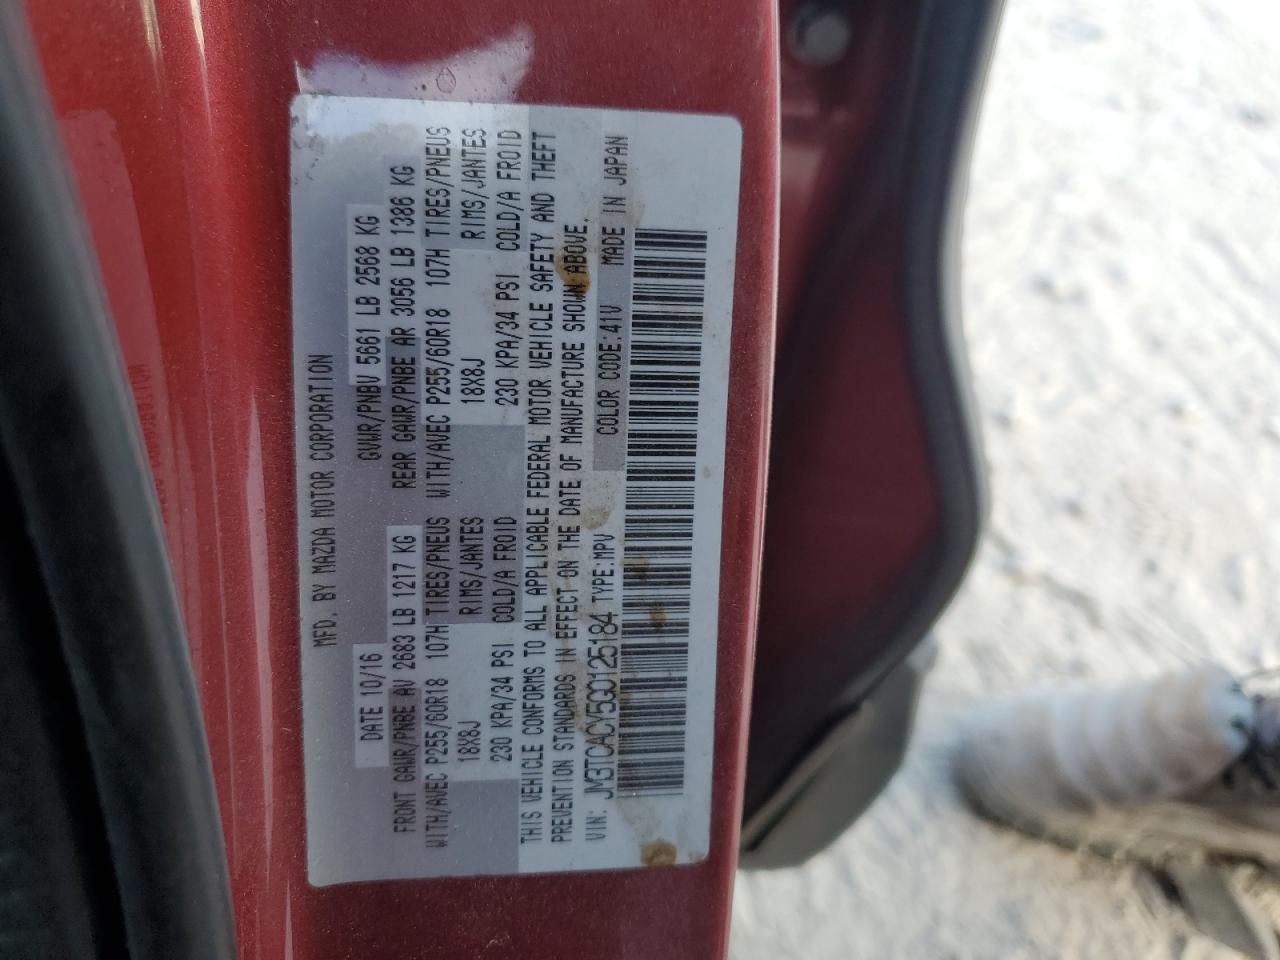 MFD. BY MAZDA MOTOR CORPORATION
DATE 10/16 GVWR/PNBV 5661 LB 2568 KG
FRONT GAWR/PNBE AV 2683 LB 1217 KG REAR GAWR/PNBE AR 3056 LB 1386 KG
WITH/AVEC P255/60R18 107H TIRES/PNEUS WITH/AVEC P255/60R18 107H TIRES/PNEUS
18X8J RIMS/JANTES 18X8J RIMS/JANTES
230 KPA/34 PSI COLD/A FROID 230 KPA/34 PSI COLD/A FROID
THIS VEHICLE CONFORMS TO ALL APPLICABLE FEDERAL MOTOR VEHICLE SAFETY AND THEFT
PREVENTION STANDARDS IN EFFECT ON THE DATE OF MANUFACTURE SHOWN ABOVE.
VIN: JM3TCACY5G0125184 TYPE:MPV COLOR CODE:41V MADE IN JAPAN